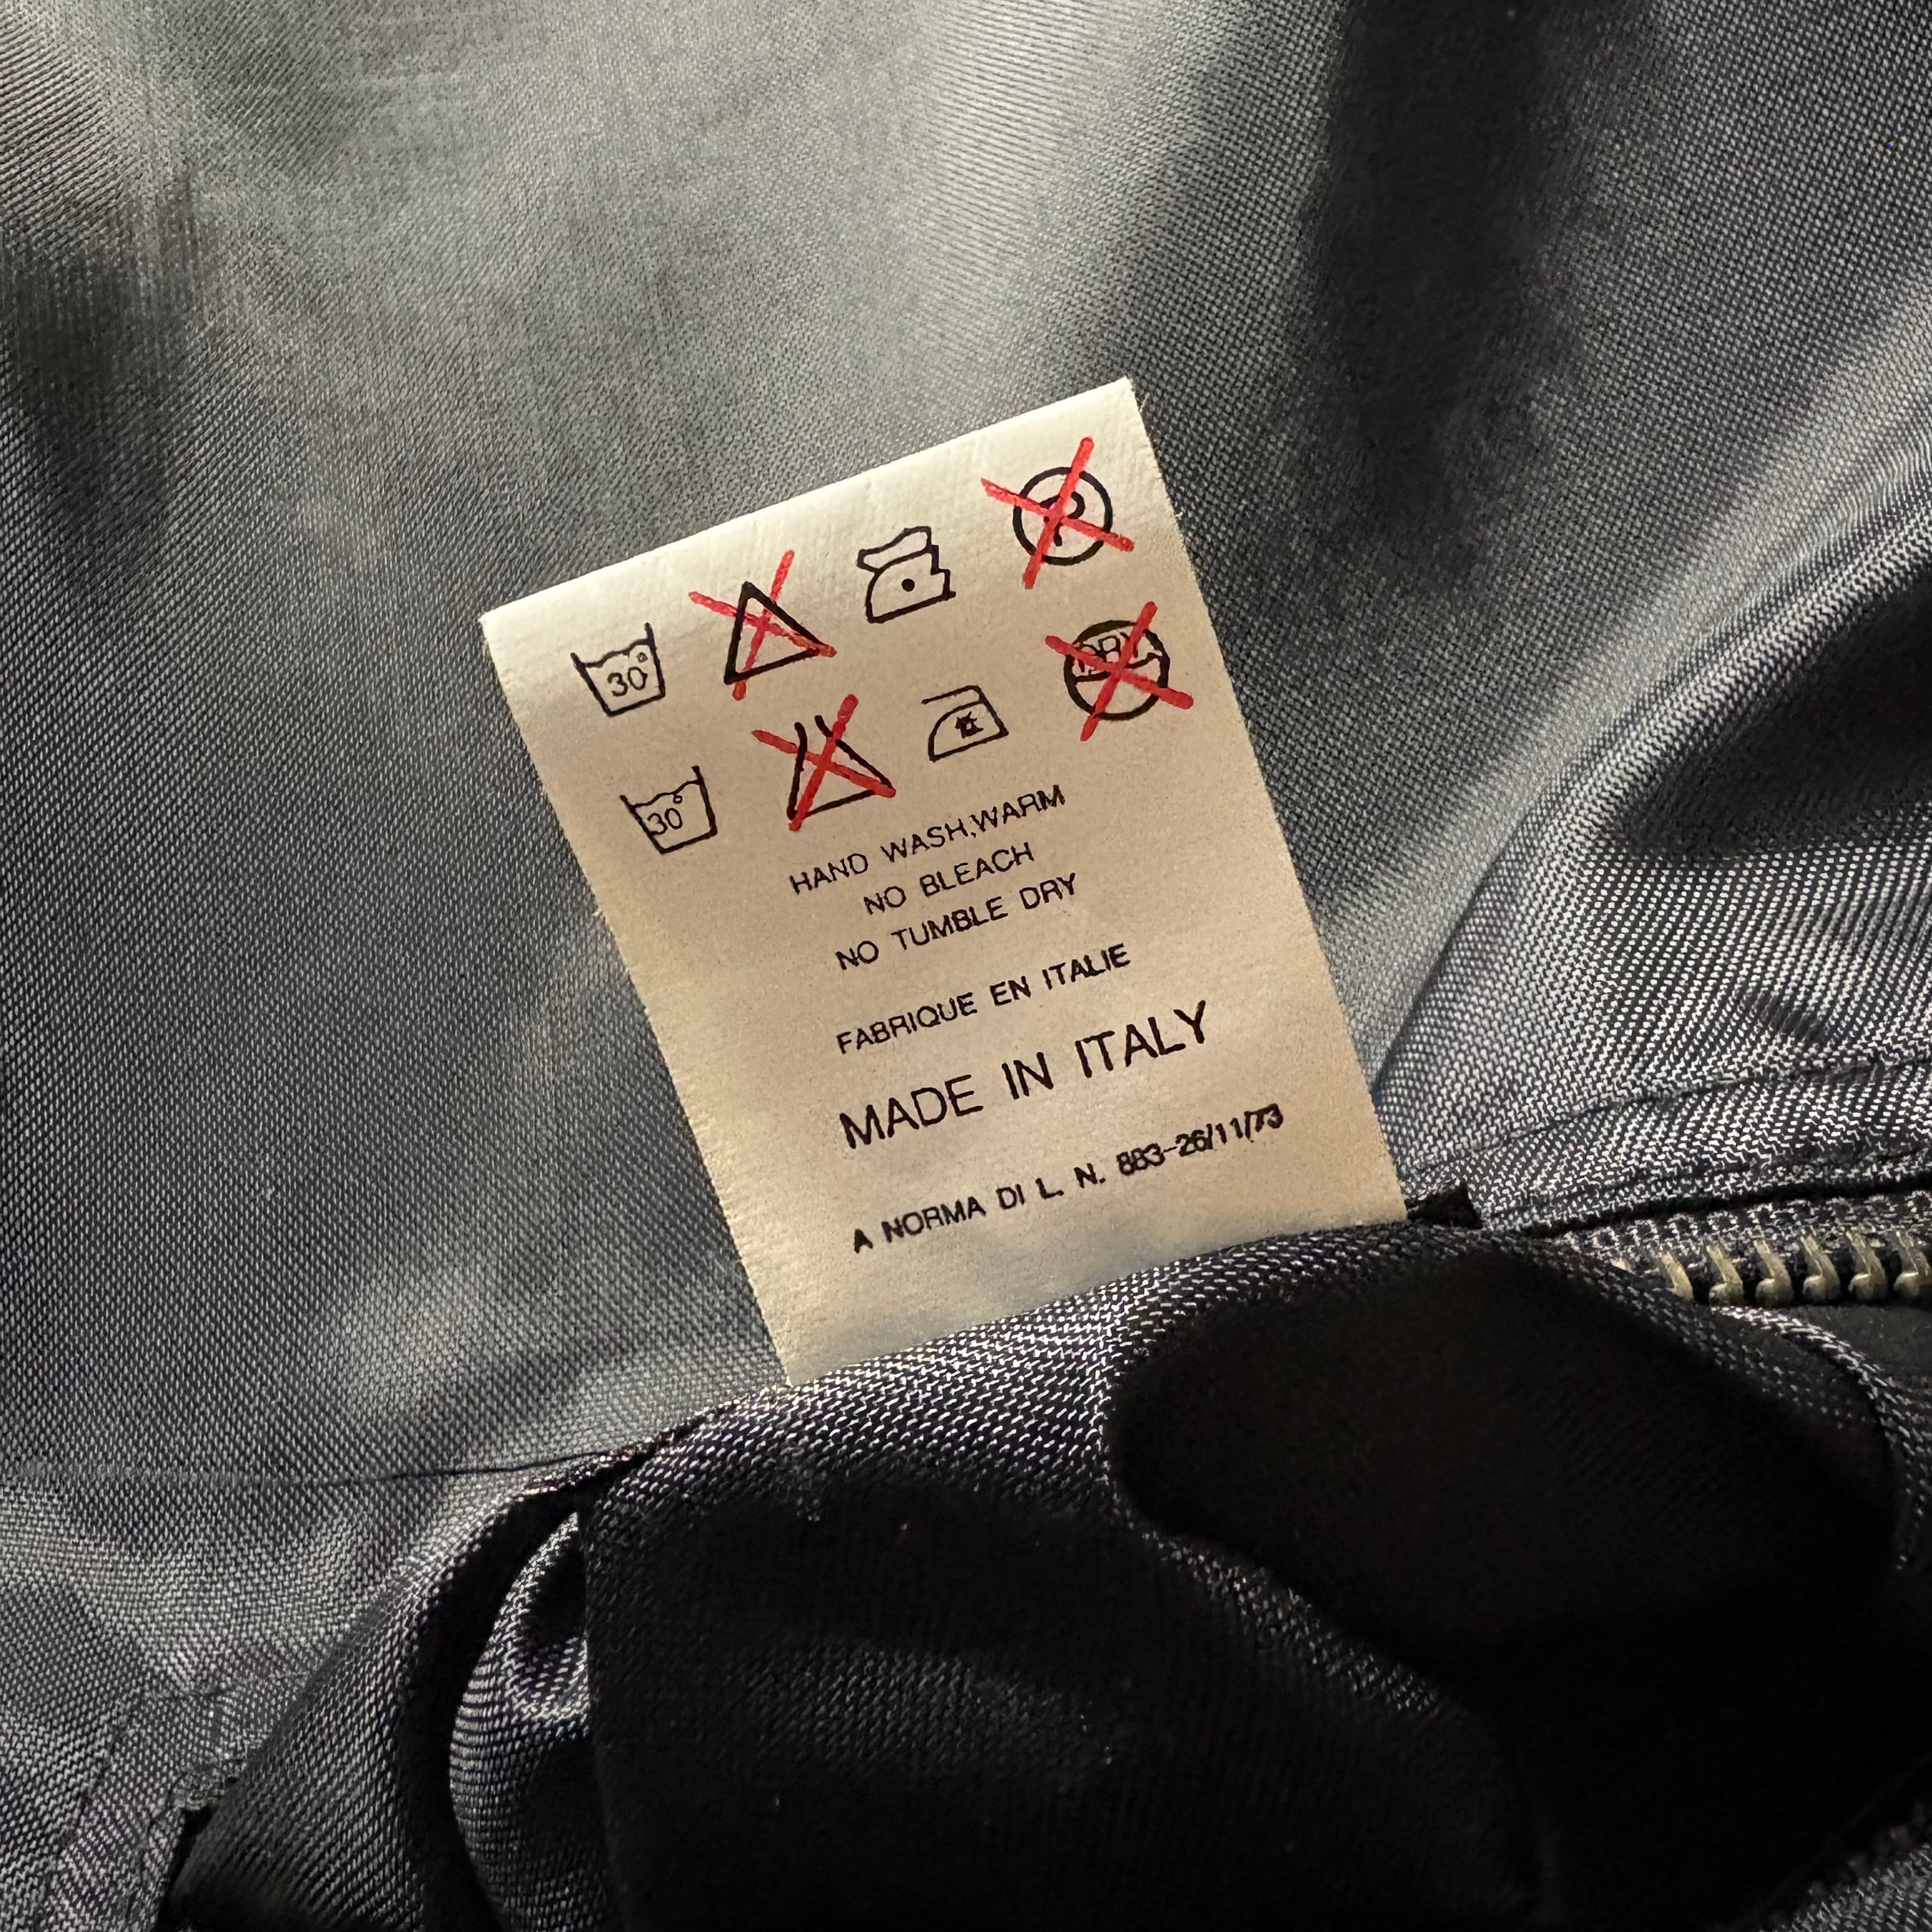 30°
P
30°
DRY
HAND WASH,WARM
NO BLEACH
NO TUMBLE DRY
FABRIQUE EN ITALIE
MADE IN ITALY
A NORMA DI L. N. 883-26/11/73